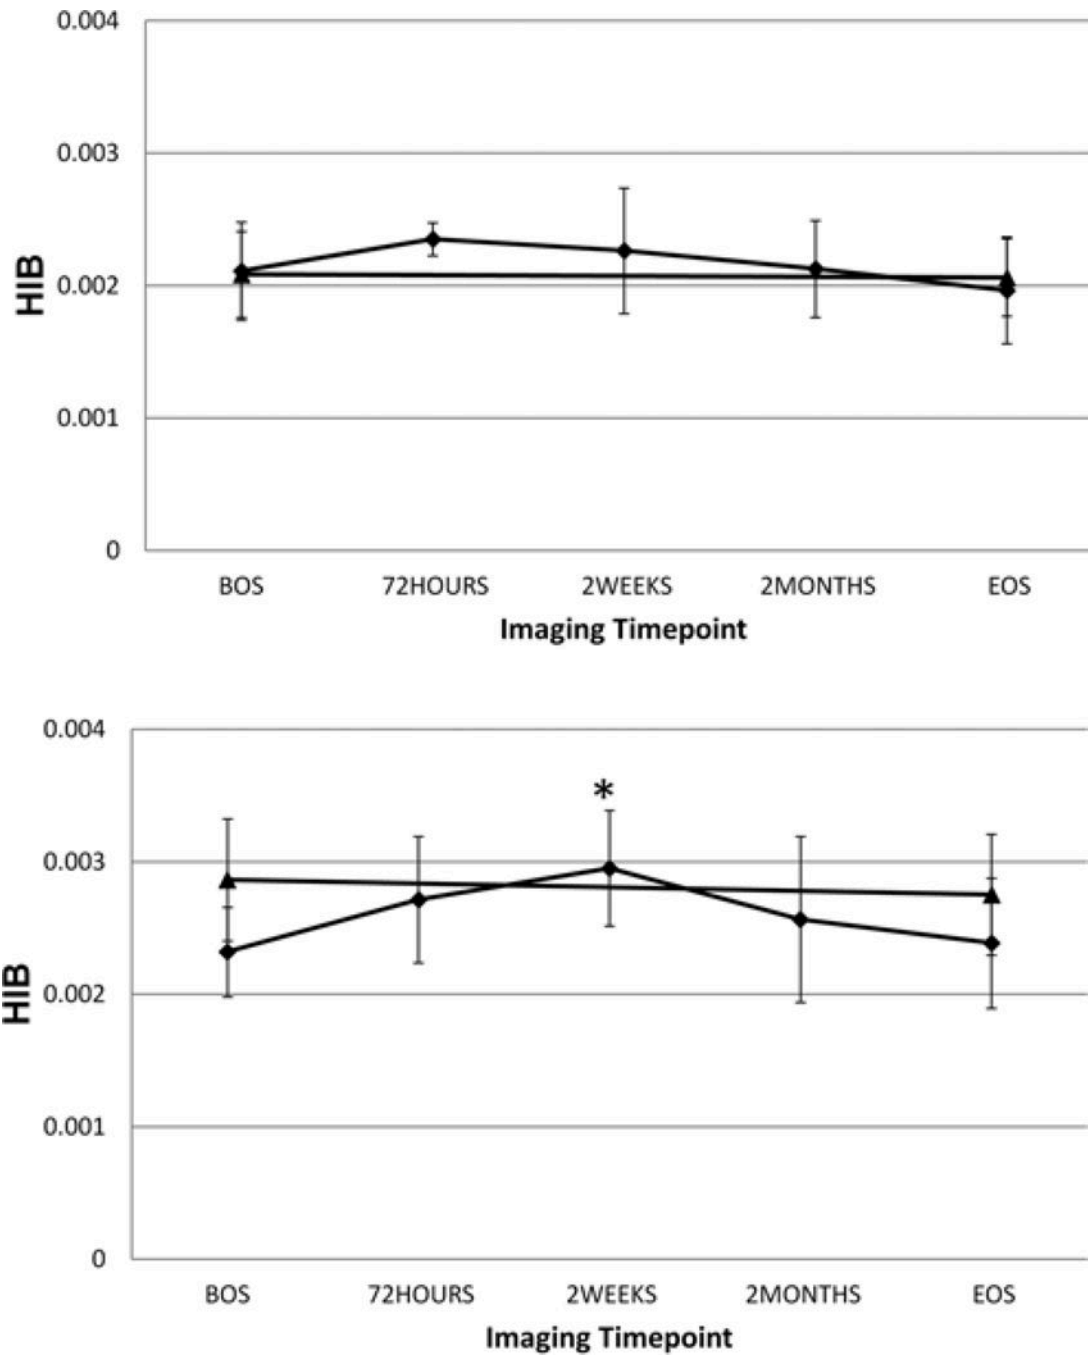 0.004
0.003
HIB
0.002
0.001
0
BOS 72HOURS 2WEEKS 2MONTHS EOS
Imaging Timepoint
0.004
*
0.003
HIB
0.002
0.001
0
BOS 72HOURS 2WEEKS 2MONTHS EOS
Imaging Timepoint